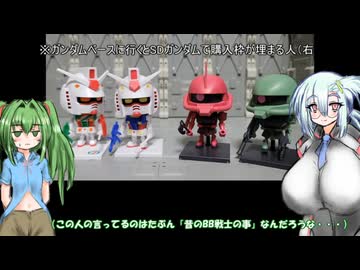 ※ガンダムベースに行くとSDガンダムで購入枠が埋まる人（右
（この人の言ってるのはたぶん「昔のBB戦士の事」なんだろうな・・・）